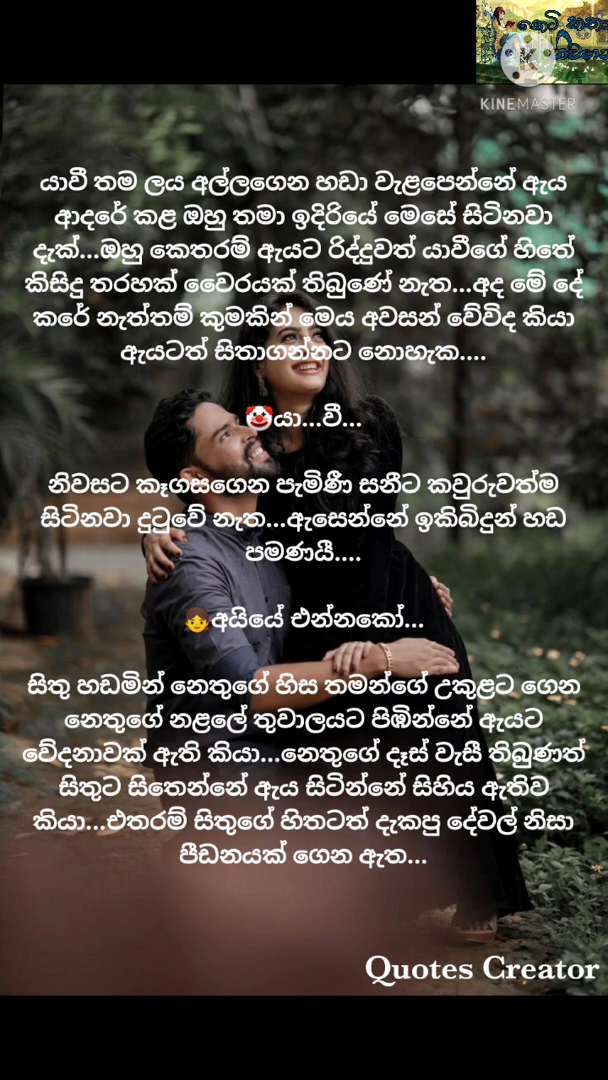 කෙටි කතා
නිවහන
KINEMASTER
යාවී තම ලය අල්ලගෙන හඩා වැළපෙන්නේ ඇය
ආදරේ කළ ඔහු තමා ඉදිරියේ මෙසේ සිටිනවා
දැක්...ඔහු කෙතරම් ඇයට රිද්දුවත් යාවීගේ හිතේ
කිසිදු තරහක් වෛරයක් තිබුණේ නැත...අද මේ දේ
කරේ නැත්තම් කුමකින් මෙය අවසන් වේවිද කියා
ඇයටත් සිතාගන්නට නොහැක....
🤡යා...වී...
නිවසට කෑගසගෙන පැමිණී සනීට කවුරුවත්ම
සිටිනවා දුටුවේ නැත...ඇසෙන්නේ ඉකිබිදුන් හඩ
පමණයී....
👧අයියේ එන්නකෝ...
සිතු හඩමින් නෙතුගේ හිස තමන්ගේ උකුළට ගෙන
නෙතුගේ නළලේ තුවාලයට පිඹින්නේ ඇයට
වේදනාවක් ඇති කියා...නෙතුගේ දෑස් වැසී තිබුණත්
සිතුට සිතෙන්නේ ඇය සිටින්නේ සිහිය ඇතිව
කියා...එතරම් සිතුගේ හිතටත් දැකපු දේවල් නිසා
පීඩනයක් ගෙන ඇත...
Quotes Creator